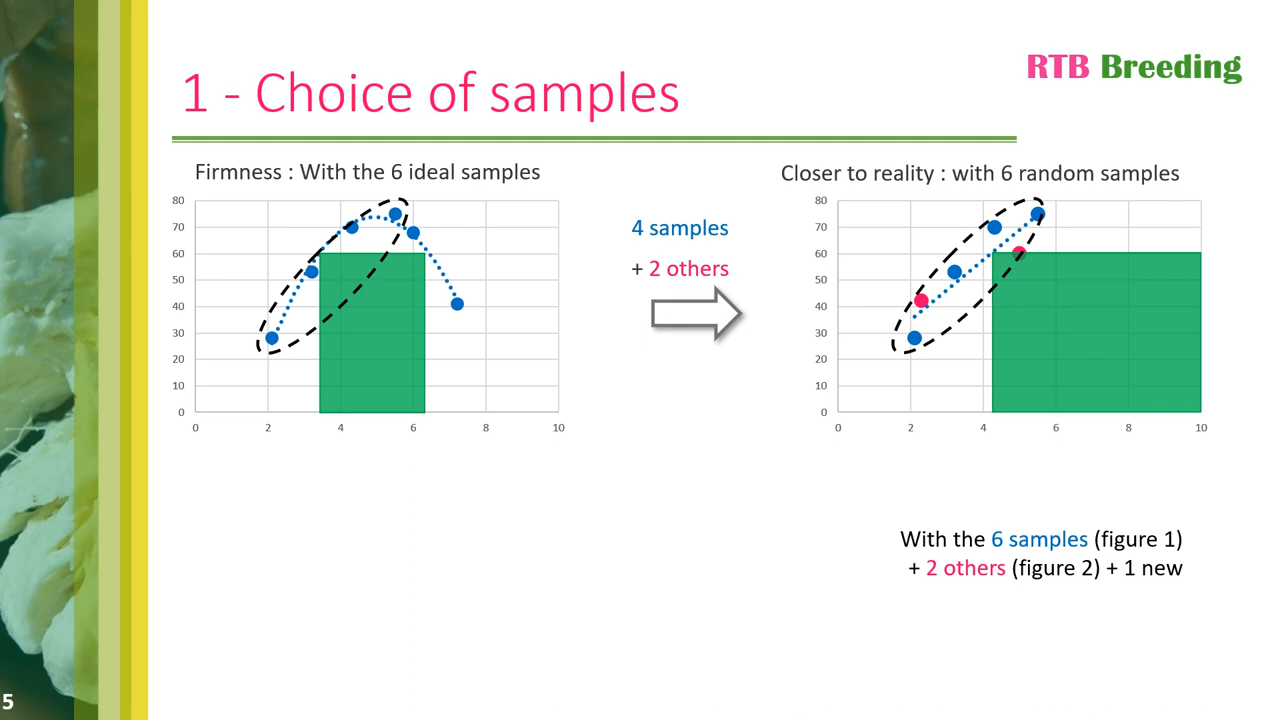 RTB Breeding
1 - Choice of samples
Firmness : With the 6 ideal samples
80
70
60
50
40
30
20
10
0
0 2 4 6 8 10
4 samples
+ 2 others
Closer to reality : with 6 random samples
80
70
60
50
40
30
20
10
0
0 2 4 6 8 10
With the 6 samples (figure 1)
+ 2 others (figure 2) + 1 new
5